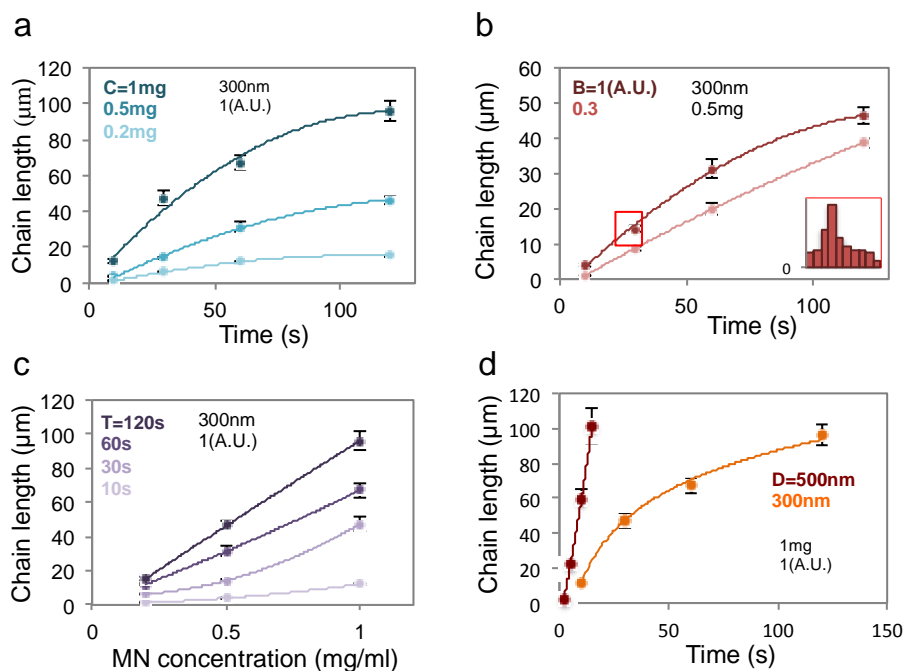 a
Chain length (µm)
120
100
80
60
40
20
0
C=1mg
0.5mg
0.2mg
300nm
1(A.U.)
0
50
100
Time (s)
b
Chain length (µm)
60
50
40
30
20
10
0
B=1(A.U.)
0.3
300nm
0.5mg
0
0
50
100
Time (s)
c
Chain length (µm)
120
100
80
60
40
20
0
T=120s
60s
30s
10s
300nm
1(A.U.)
0
0.5
1
MN concentration (mg/ml)
d
Chain length (µm)
120
100
80
60
40
20
0
D=500nm
300nm
1mg
1(A.U.)
0
50
100
150
Time (s)